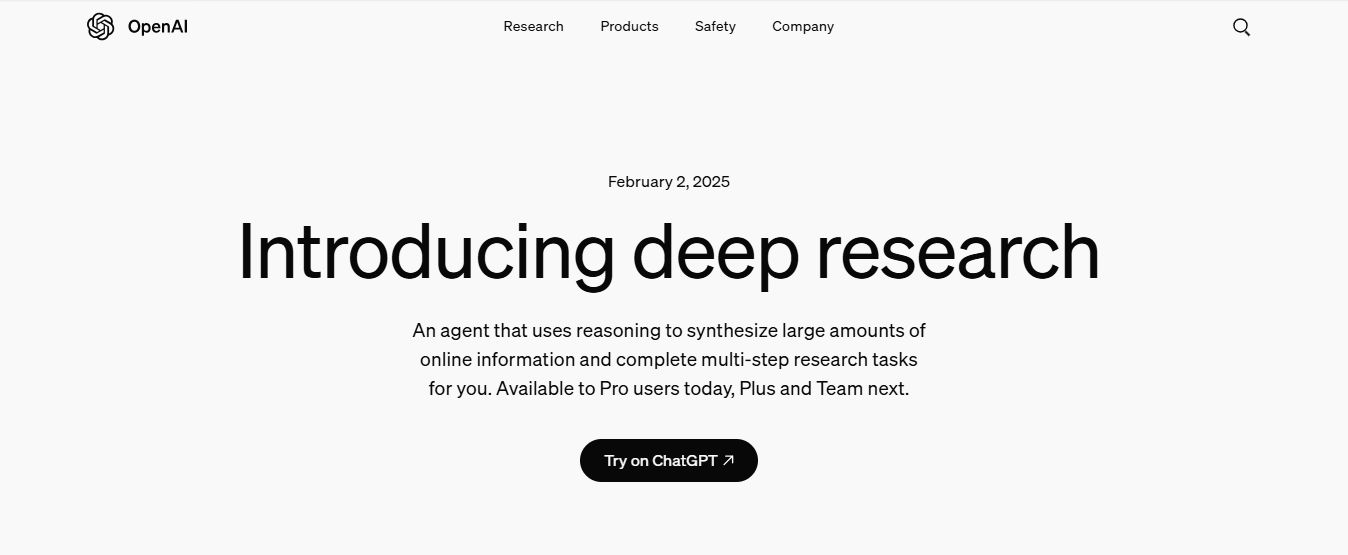 OpenAI
Research Products Safety Company
February 2, 2025
Introducing deep research
An agent that uses reasoning to synthesize large amounts of
online information and complete multi-step research tasks
for you. Available to Pro users today, Plus and Team next.
Try on ChatGPT ↗